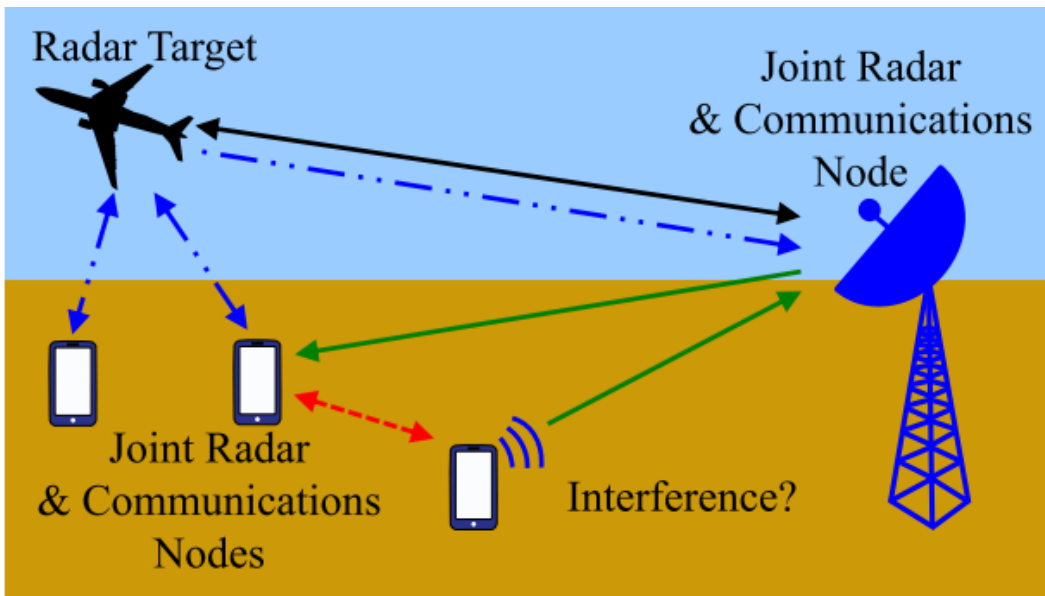 Radar Target
Joint Radar
& Communications
Node
Joint Radar
& Communications
Nodes
Interference?